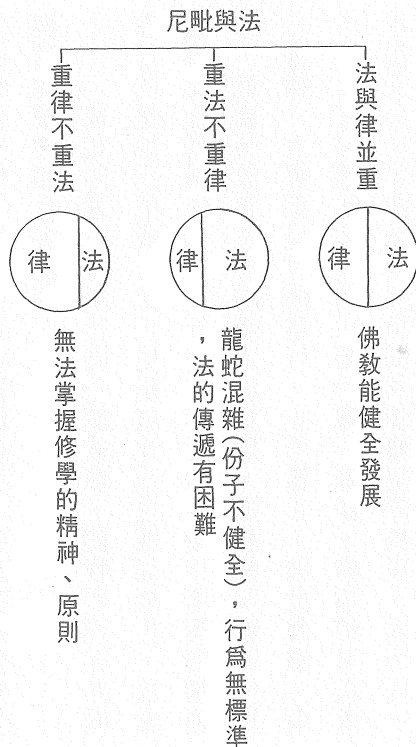 尼毗與法
法與律並重
律 法
佛教能健全發展
重法不重律
律 法
龍蛇混雜(份子不健全),行爲無標準
,法的傳遞有困難
重律不重法
律 法
無法掌握修學的精神、原則